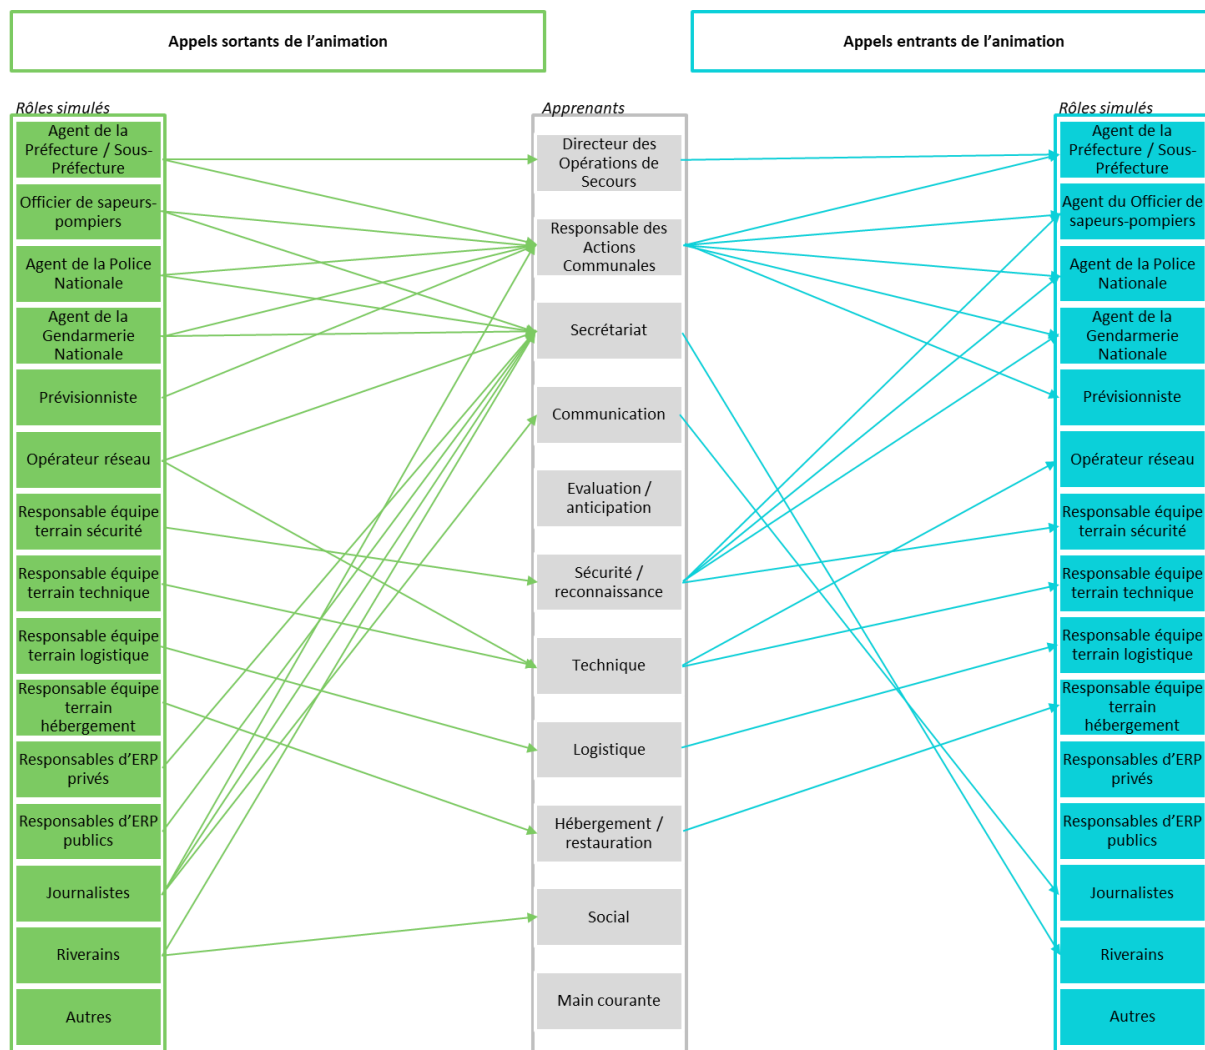 Appels sortants de l’animation
Appels entrants de l’animation
Rôles simulés
Agent de la
Préfecture / Sous-
Préfecture
Officier de sapeurs-
pompiers
Agent de la Police
Nationale
Agent de la
Gendarmerie
Nationale
Prévisionniste
Opérateur réseau
Responsable équipe
terrain sécurité
Responsable équipe
terrain technique
Responsable équipe
terrain logistique
Responsable équipe
terrain
hébergement
Responsables d’ERP
privés
Responsables d’ERP
publics
Journalistes
Riverains
Autres
Apprenants
Directeur des
Opérations de
Secours
Responsable des
Actions
Communales
Secrétariat
Communication
Evaluation /
anticipation
Sécurité /
reconnaissance
Technique
Logistique
Hébergement /
restauration
Social
Main courante
Rôles simulés
Agent de la
Préfecture / Sous-
Préfecture
Agent du Officier de
sapeurs-pompiers
Agent de la Police
Nationale
Agent de la
Gendarmerie
Nationale
Prévisionniste
Opérateur réseau
Responsable équipe
terrain sécurité
Responsable équipe
terrain technique
Responsable équipe
terrain logistique
Responsable équipe
terrain
hébergement
Responsables d’ERP
privés
Responsables d’ERP
publics
Journalistes
Riverains
Autres